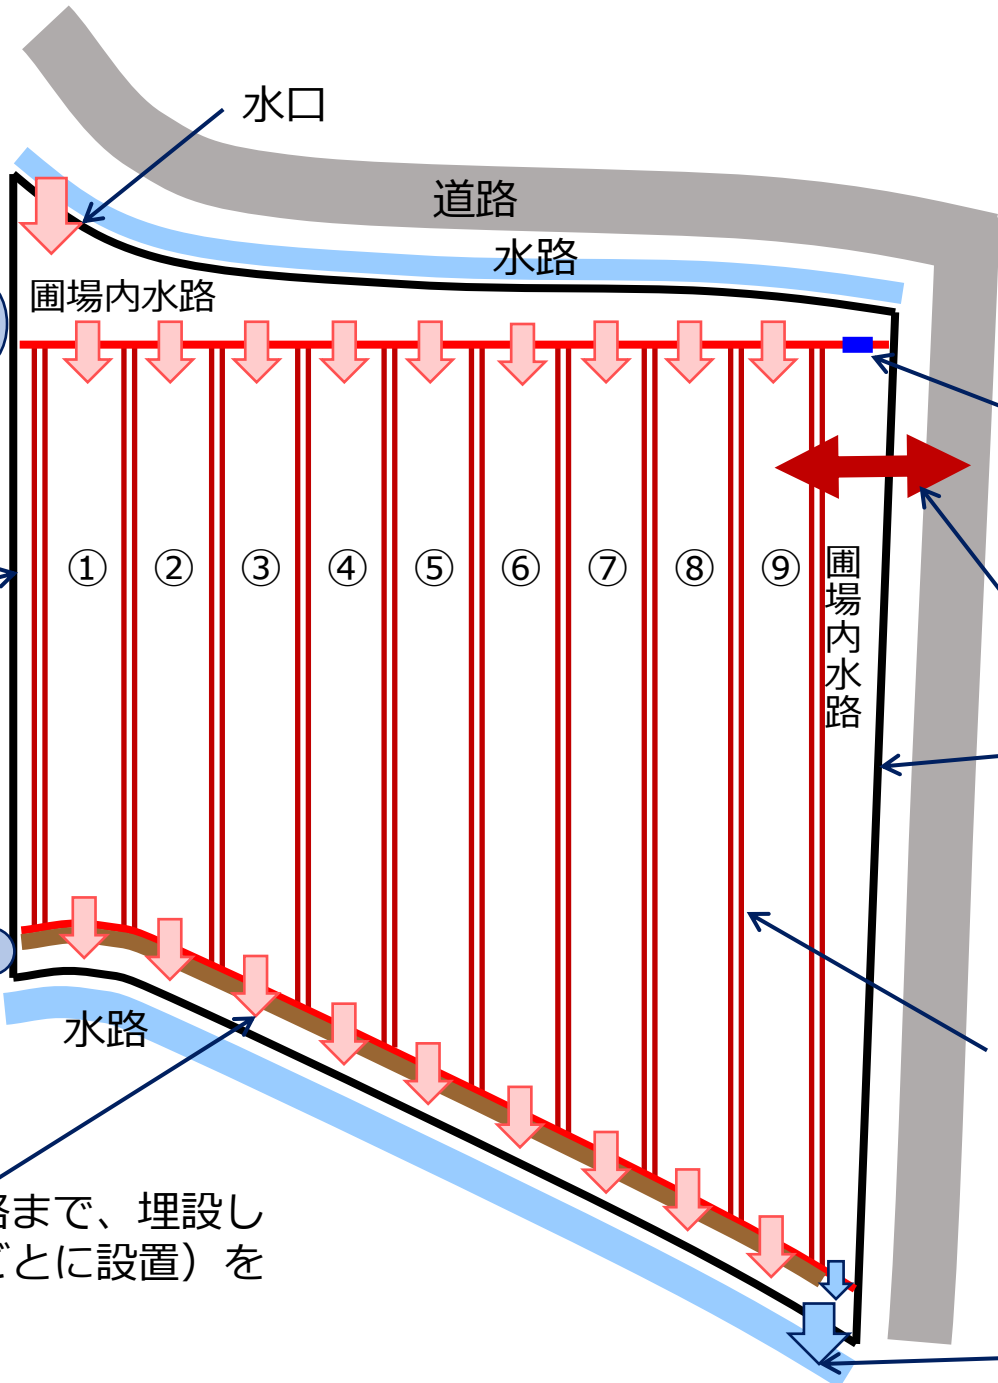 水口
道路
水路
圃場内水路
① ② ③ ④ ⑤ ⑥ ⑦ ⑧ ⑨
圃場内水路
水路
路まで、埋設し
ごとに設置）を